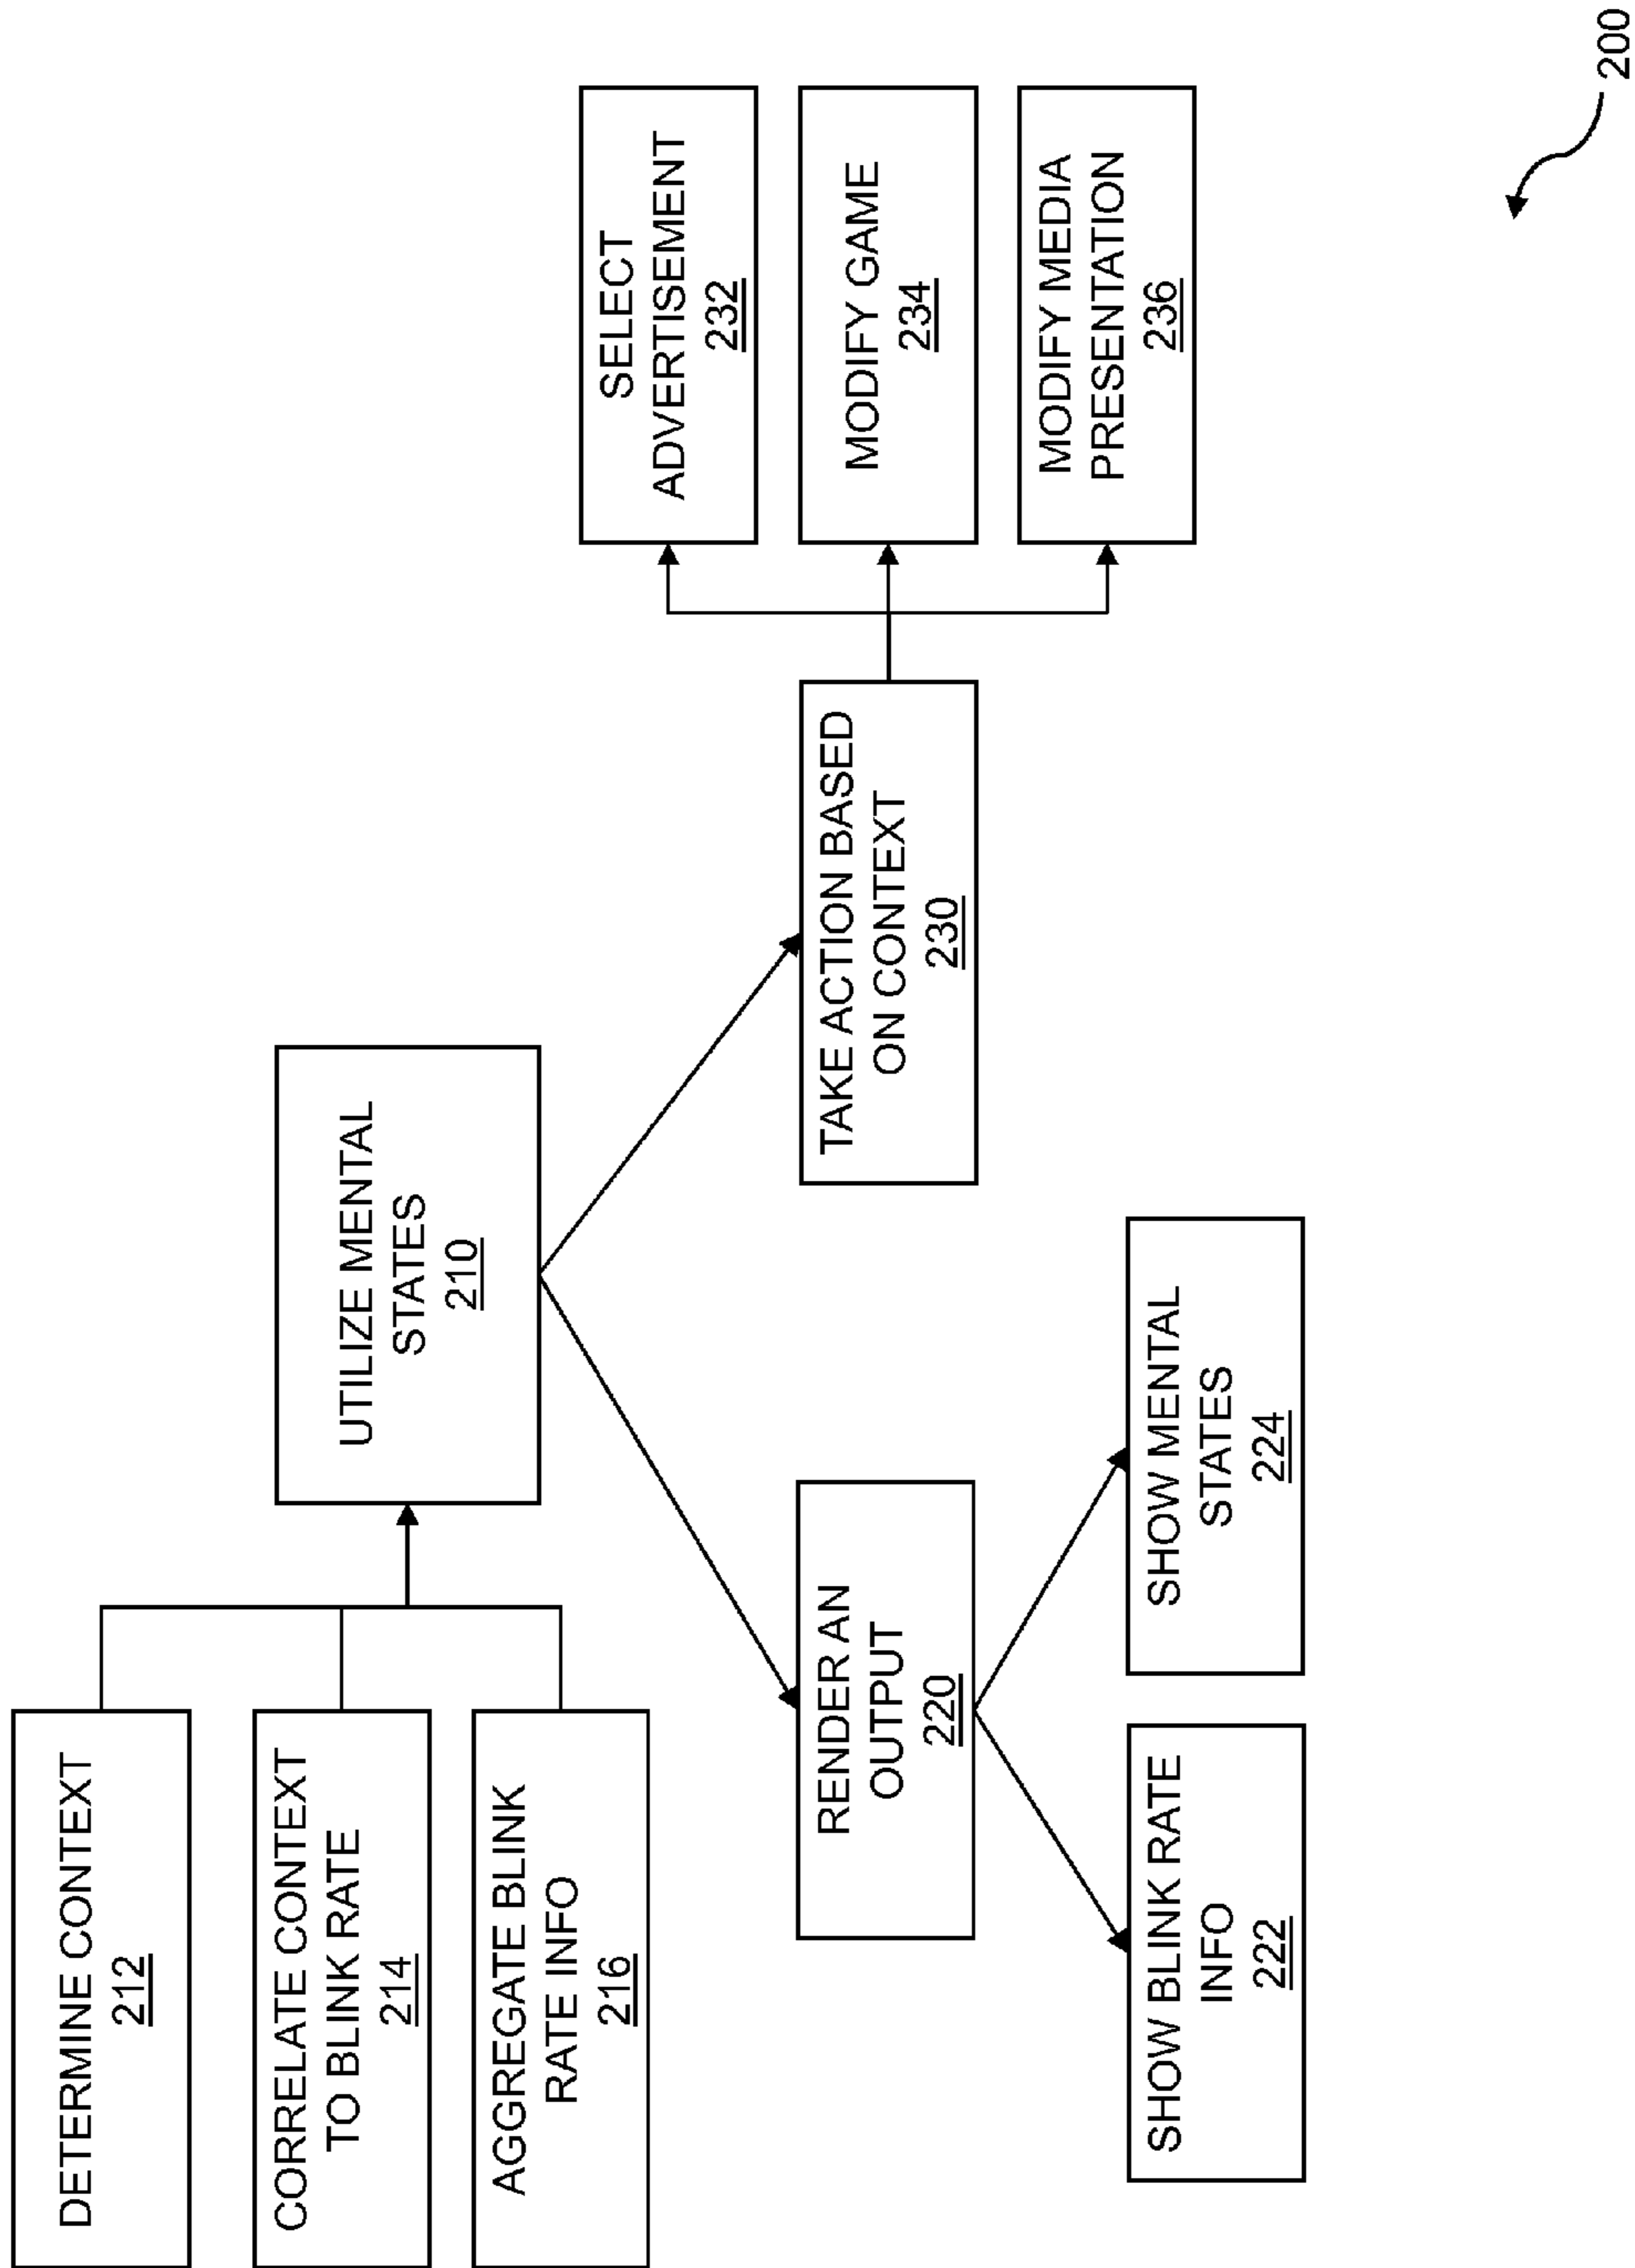 DETERMINE CONTEXT
212
CORRELATE CONTEXT
TO BLINK RATE
214
AGGREGATE BLINK
RATE INFO
216
UTILIZE MENTAL
STATES
210
RENDER AN
OUTPUT
220
SHOW BLINK RATE
INFO
222
SHOW MENTAL
STATES
224
TAKE ACTION BASED
ON CONTEXT
230
SELECT
ADVERTISEMENT
232
MODIFY GAME
234
MODIFY MEDIA
PRESENTATION
236
200